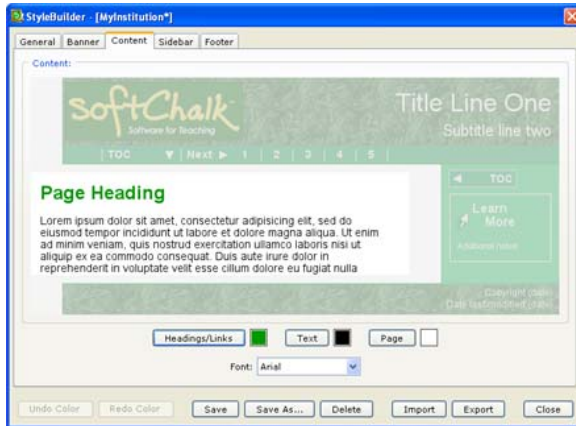 StyleBuilder - [MyInstitution*]
General Banner Content Sidebar Footer
Content:
SoftChalk
Software for Teaching
Title Line One
Subtitle line two
TOC ▼ | Next ► 1 | 2 | 3 | 4 | 5 |
◄ TOC
Learn
More
Page Heading
Lorem ipsum dolor sit amet, consectetur adipisicing elit, sed do
eiusmod tempor incididunt ut labore et dolore magna aliqua. Ut enim
ad minim veniam, quis nostrud exercitation ullamco laboris nisi ut
aliquip ex ea commodo consequat. Duis aute irure dolor in
reprehenderit in voluptate velit esse cillum dolore eu fugiat nulla
Copyright
Headings/Links Text Page
Font: Arial
Undo Color Redo Color Save Save As... Delete Import Export Close